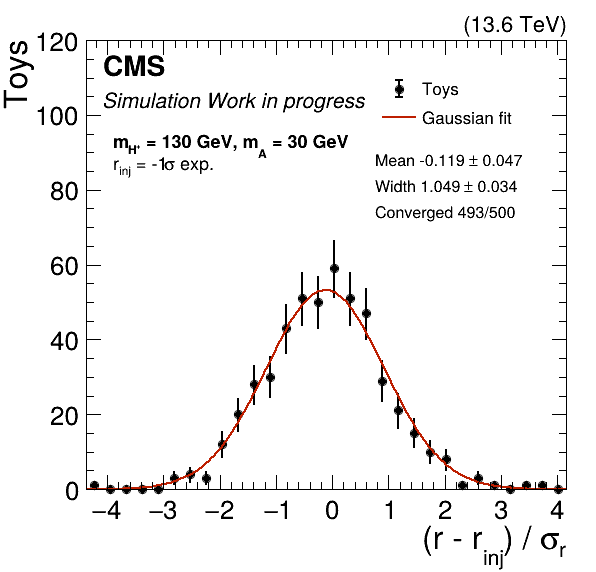 (13.6 TeV)
CMS
Simulation Work in progress
m_H⁺ = 130 GeV, m_A = 30 GeV
r_inj = -1σ exp.
Toys
Gaussian fit
Mean -0.119 ± 0.047
Width 1.049 ± 0.034
Converged 493/500
Toys
120
100
80
60
40
20
0
−4 −3 −2 −1 0 1 2 3 4
(r - r_inj) / σ_r